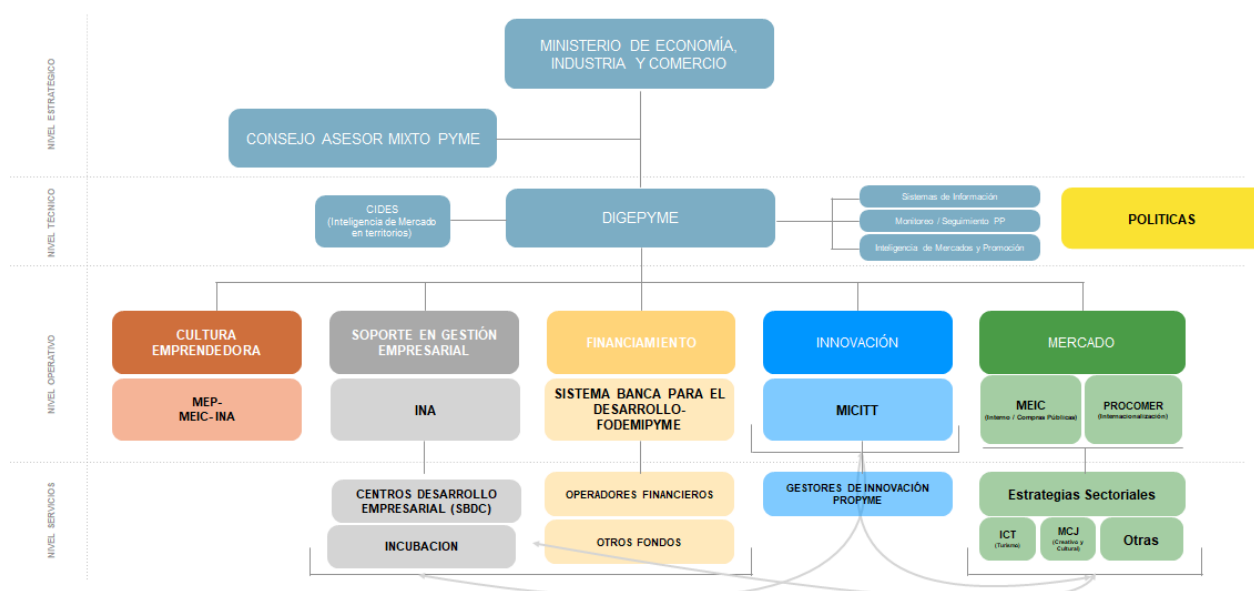 NIVEL ESTRATÉGICO
MINISTERIO DE ECONOMÍA,
INDUSTRIA Y COMERCIO
CONSEJO ASESOR MIXTO PYME
NIVEL TÉCNICO
CIDES
(Inteligencia de Mercado
en territorios)
DIGEPYME
Sistemas de Información
Monitoreo / Seguimiento PP
Inteligencia de Mercados y Promoción
POLITICAS
NIVEL OPERATIVO
CULTURA
EMPRENDEDORA
MEP-
MEIC-INA
SOPORTE EN GESTIÓN
EMPRESARIAL
INA
FINANCIAMIENTO
SISTEMA BANCA PARA EL
DESARROLLO-
FODEMIPYME
INNOVACIÓN
MICITT
MERCADO
MEIC
(Interno / Compras Públicas)
PROCOMER
(Internacionalización)
NIVEL SERVICIOS
CENTROS DESARROLLO
EMPRESARIAL (SBDC)
INCUBACION
OPERADORES FINANCIEROS
OTROS FONDOS
GESTORES DE INNOVACIÓN
PROPYME
Estrategias Sectoriales
ICT
(Turismo)
MCJ
(Creativo y
Cultural)
Otras